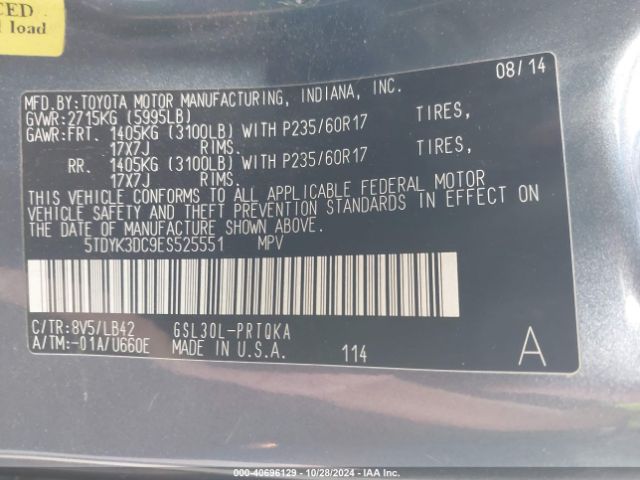 CED
load
MFD.BY:TOYOTA MOTOR MANUFACTURING, INDIANA, INC. 08/14
GVWR:2715KG (5995LB)
GAWR:FRT. 1405KG (3100LB) WITH P235/60R17 TIRES,
17X7J RIMS.
RR. 1405KG (3100LB) WITH P235/60R17 TIRES,
17X7J RIMS.
THIS VEHICLE CONFORMS TO ALL APPLICABLE FEDERAL MOTOR
VEHICLE SAFETY AND THEFT PREVENTION STANDARDS IN EFFECT ON
THE DATE OF MANUFACTURE SHOWN ABOVE.
5TDYK3DC9ES525551 MPV
C/TR:8V5/LB42 GSL30L-PRTQKA
A/TM:-01A/U660E MADE IN U.S.A. 114 A
© - 40696129 - 10/28/2024 - IAA Inc.